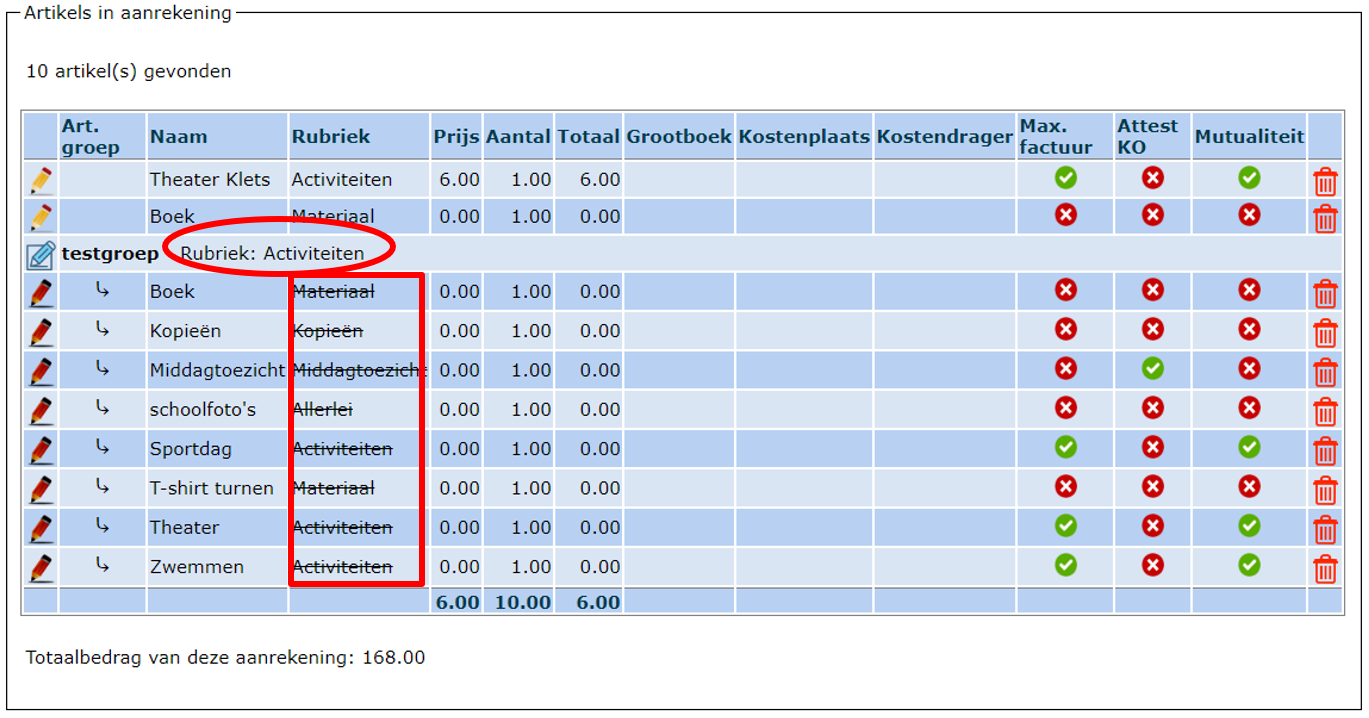 Artikels in aanrekening
10 artikel(s) gevonden
Art. groep Naam Rubriek Prijs Aantal Totaal Grootboek Kostenplaats Kostendrager Max. factuur Attest KO Mutualiteit
Theater Klets Activiteiten 6.00 1.00 6.00
Boek Materiaal 0.00 1.00 0.00
testgroep Rubriek: Activiteiten
Boek Materiaal 0.00 1.00 0.00
Kopieën Kopieën 0.00 1.00 0.00
Middagtoezicht Middagtoezicht 0.00 1.00 0.00
schoolfoto's Allerlei 0.00 1.00 0.00
Sportdag Activiteiten 0.00 1.00 0.00
T-shirt turnen Materiaal 0.00 1.00 0.00
Theater Activiteiten 0.00 1.00 0.00
Zwemmen Activiteiten 0.00 1.00 0.00
6.00 10.00 6.00
Totaalbedrag van deze aanrekening: 168.00